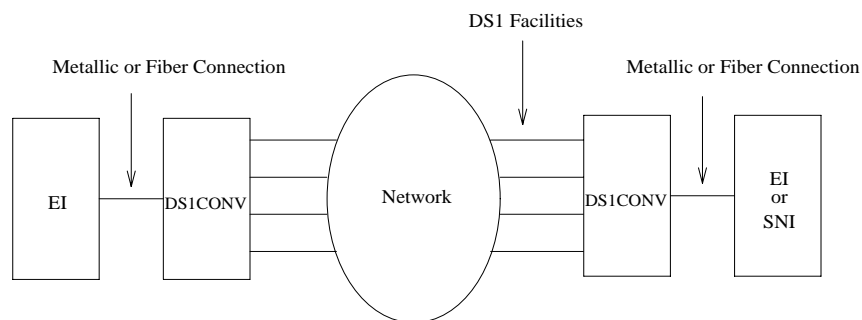 DS1 Facilities
Metallic or Fiber Connection
Metallic or Fiber Connection
EI
DS1CONV
Network
DS1CONV
EI
or
SNI